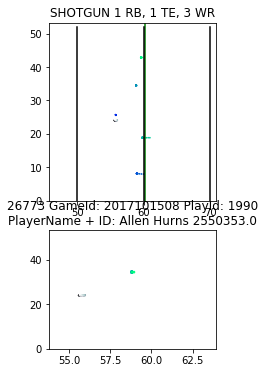 SHOTGUN 1 RB, 1 TE, 3 WR
50
40
30
20
10
0
50 60 70
26773 GameId: 2017101508 PlayId: 1990
PlayerName + ID: Allen Hurns 2550353.0
40
20
0
55.0 57.5 60.0 62.5